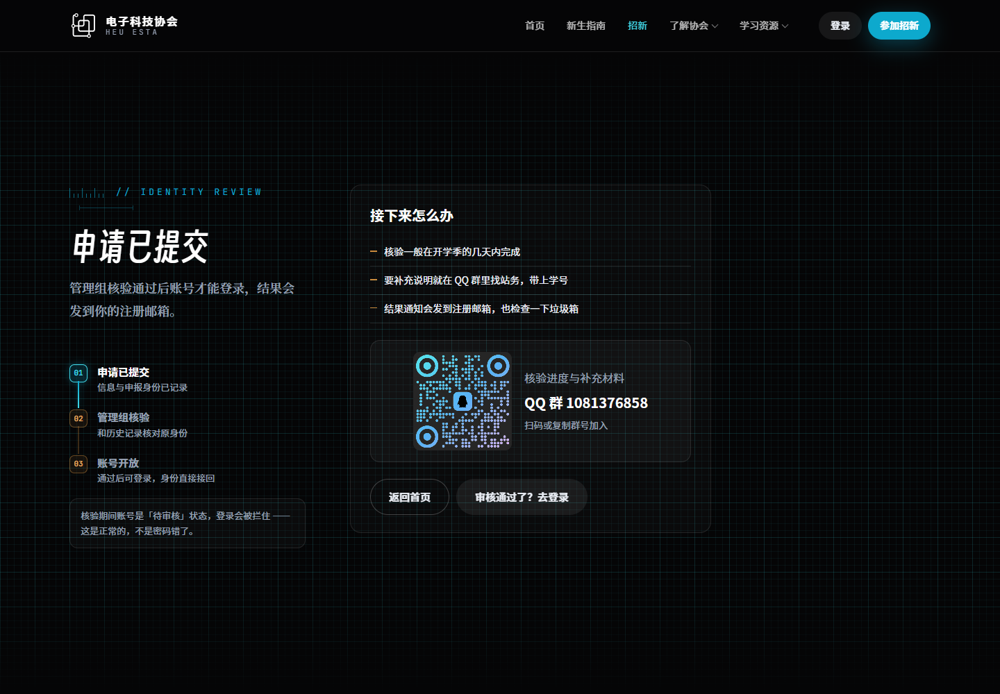 电子科技协会
HEU ESTA
首页
新生指南
招新
了解协会
学习资源
登录
参加招新
// IDENTITY REVIEW
申请已提交
管理组核验通过后账号才能登录，结果会
发到你的注册邮箱。
01
申请已提交
信息与申报身份已记录
02
管理组核验
和历史记录核对原身份
03
账号开放
通过后可登录，身份直接接回
核验期间账号是「待审核」状态，登录会被拦住 ——
这是正常的，不是密码错了。
接下来怎么办
核验一般在开学季的几天内完成
要补充说明就在 QQ 群里找站务，带上学号
结果通知会发到注册邮箱，也检查一下垃圾箱
核验进度与补充材料
QQ 群 1081376858
扫码或复制群号加入
返回首页
审核通过了？去登录